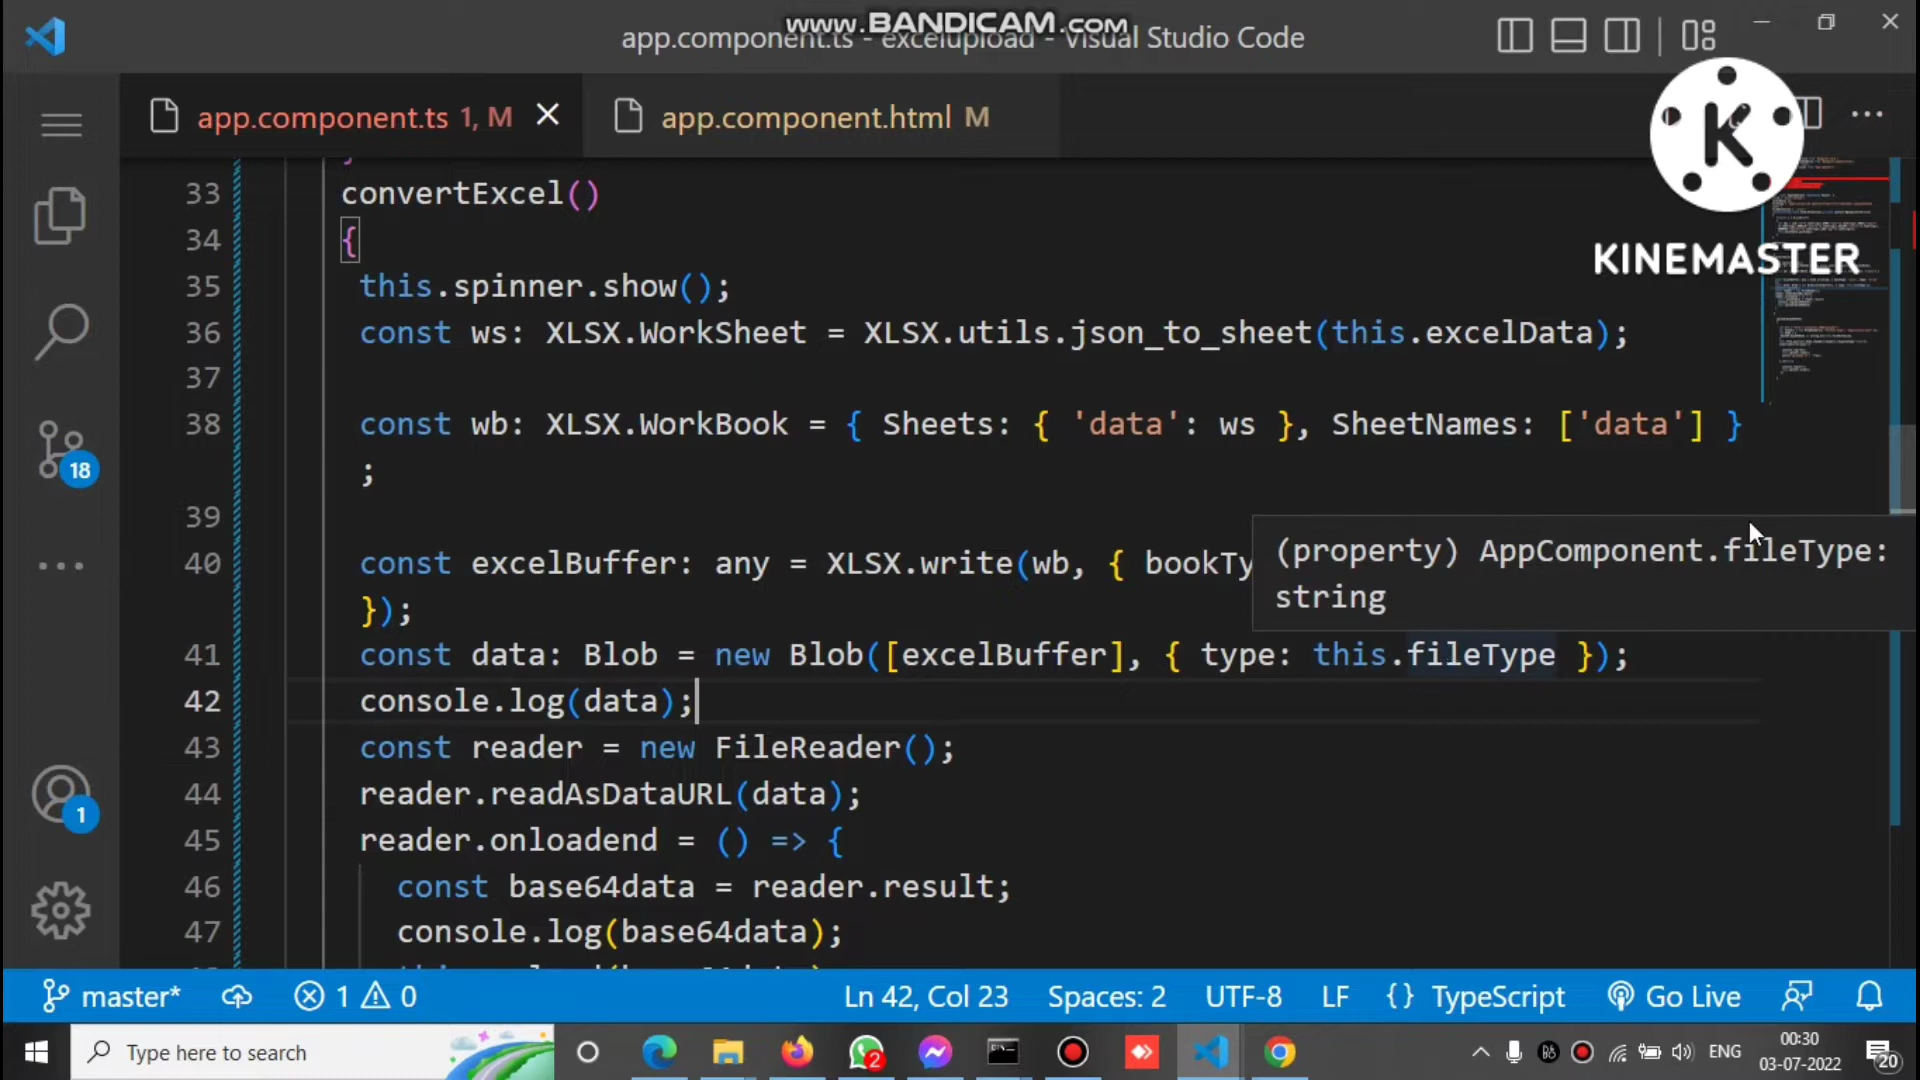 www.BANDICAM.com
app.component.ts - excelupload - Visual Studio Code
app.component.ts 1, M
app.component.html M
KINEMASTER
33 convertExcel()
34 {
35 this.spinner.show();
36 const ws: XLSX.WorkSheet = XLSX.utils.json_to_sheet(this.excelData);
37
38 const wb: XLSX.WorkBook = { Sheets: { 'data': ws }, SheetNames: ['data'] }
;
39
(property) AppComponent.fileType:
string
40 const excelBuffer: any = XLSX.write(wb, { bookTy
});
41 const data: Blob = new Blob([excelBuffer], { type: this.fileType });
42 console.log(data);
43 const reader = new FileReader();
44 reader.readAsDataURL(data);
45 reader.onloadend = () => {
46 const base64data = reader.result;
47 console.log(base64data);
18
1
master* 1 0 Ln 42, Col 23 Spaces: 2 UTF-8 LF {} TypeScript Go Live
Type here to search
2
ENG
00:30
03-07-2022
20